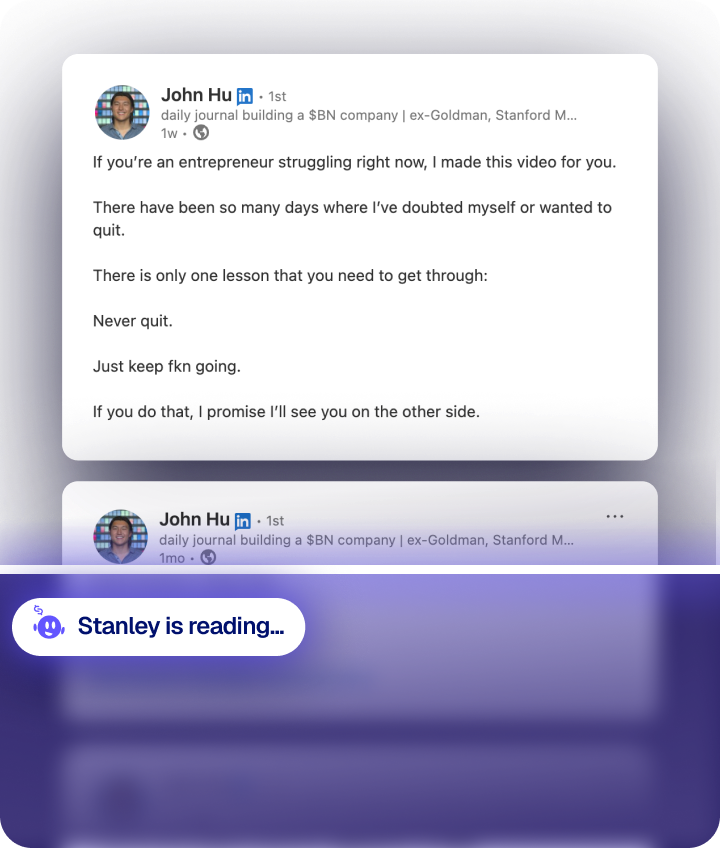 John Hu in • 1st
daily journal building a $BN company | ex-Goldman, Stanford M...
1w •
If you’re an entrepreneur struggling right now, I made this video for you.
There have been so many days where I’ve doubted myself or wanted to
quit.
There is only one lesson that you need to get through:
Never quit.
Just keep fkn going.
If you do that, I promise I’ll see you on the other side.
John Hu in • 1st
...
daily journal building a $BN company | ex-Goldman, Stanford M...
1mo •
Stanley is reading...